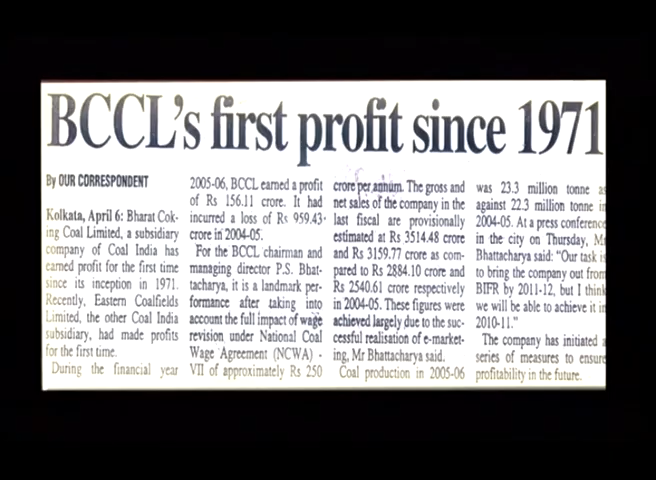 BCCL's first profit since 1971
By OUR CORRESPONDENT
Kolkata, April 6: Bharat Cok-
ing Coal Limited, a subsidiary
company of Coal India has
earned profit for the first time
since its inception in 1971.
Recently, Eastern Coalfields
Limited, the other Coal India
subsidiary, had made profits
for the first time.
During the financial year
2005-06, BCCL earned a profit
of Rs 156.11 crore. It had
incurred a loss of Rs 959.43
crore in 2004-05.
For the BCCL chairman and
managing director P.S. Bhat-
tacharya, it is a landmark per-
formance after taking into
account the full impact of wage
revision under National Coal
Wage Agreement (NCWA) -
VII of approximately Rs 250
crore per annum. The gross and
net sales of the company in the
last fiscal are provisionally
estimated at Rs 3514.48 crore
and Rs 3159.77 crore as com-
pared to Rs 2884.10 crore and
Rs 2540.61 crore respectively
in 2004-05. These figures were
achieved largely due to the suc-
cessful realisation of e-market-
ing, Mr Bhattacharya said.
Coal production in 2005-06
was 23.3 million tonne as
against 22.3 million tonne in
2004-05. At a press conference
in the city on Thursday, Mr
Bhattacharya said: "Our task is
to bring the company out from
BIFR by 2011-12, but I think
we will be able to achieve it in
2010-11."
The company has initiated a
series of measures to ensure
profitability in the future.